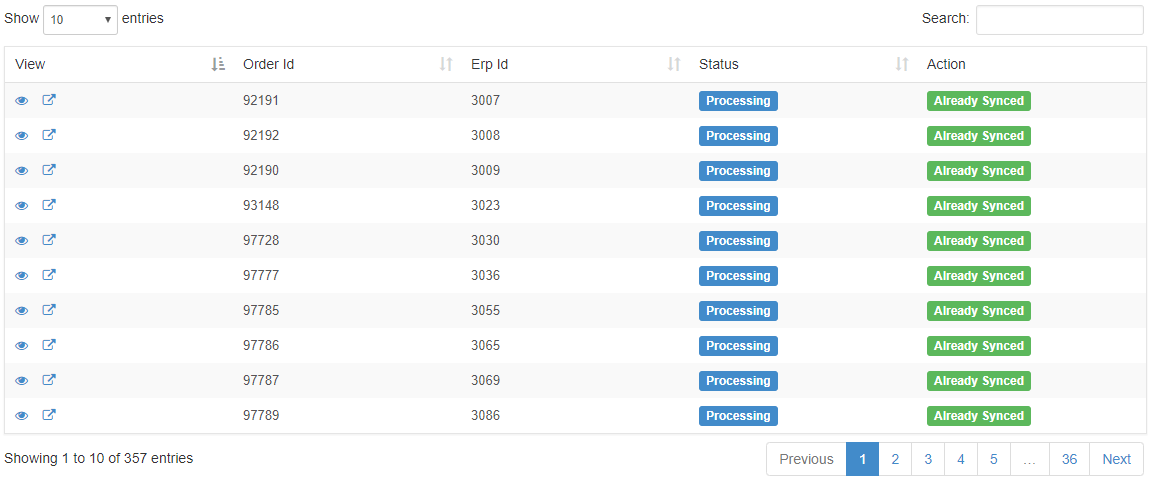 Show 10 entries Search:
View Order Id Erp Id Status Action
92191 3007 Processing Already Synced
92192 3008 Processing Already Synced
92190 3009 Processing Already Synced
93148 3023 Processing Already Synced
97728 3030 Processing Already Synced
97777 3036 Processing Already Synced
97785 3055 Processing Already Synced
97786 3065 Processing Already Synced
97787 3069 Processing Already Synced
97789 3086 Processing Already Synced
Showing 1 to 10 of 357 entries Previous 1 2 3 4 5 … 36 Next